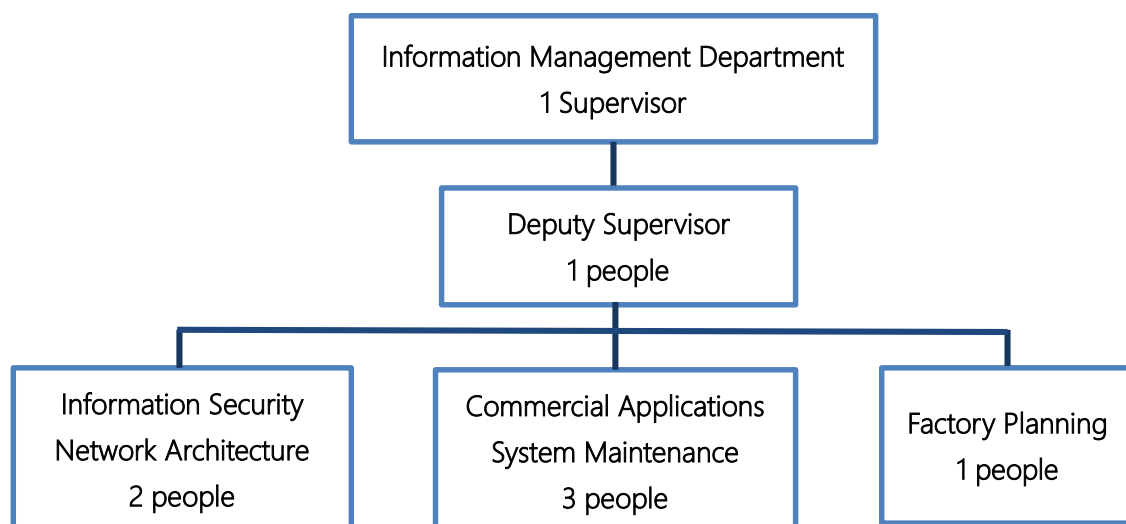 Information Management Department
1 Supervisor
Deputy Supervisor
1 people
Information Security
Network Architecture
2 people
Commercial Applications
System Maintenance
3 people
Factory Planning
1 people